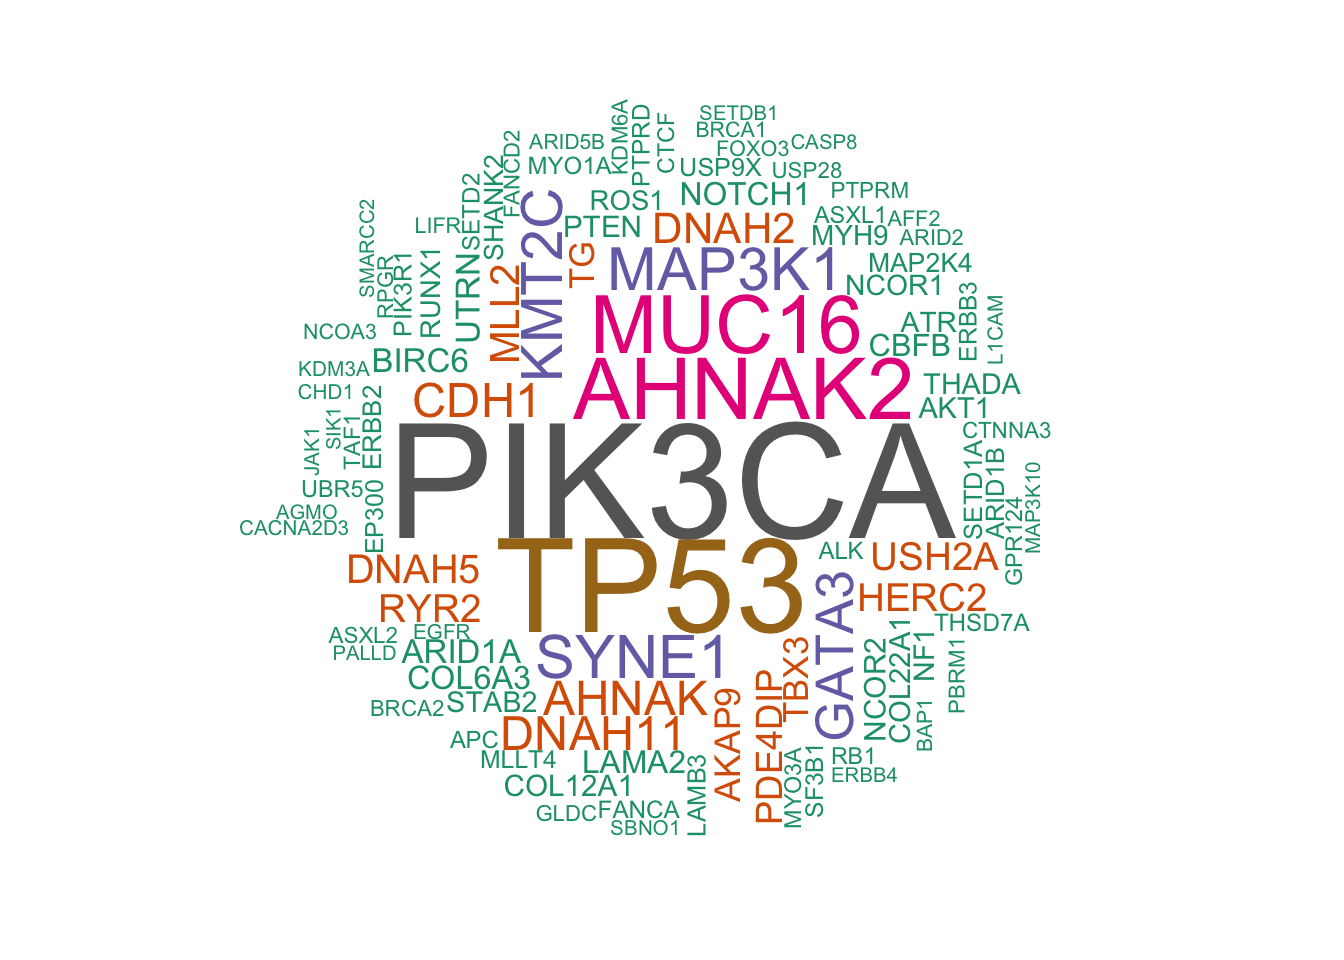 SETDB1
BRCA1
FOXO3
CASP8
ARID5B
KDM6A
PTPRD
CTCF
MYO1A
USP9X
USP28
FANCD2
SHANK2
SETD2
ROS1
NOTCH1
PTPRM
LIFR
PTEN
DNAH2
ASXL1
AFF2
MYH9
ARID2
SMARCC2
RPGR
PIK3R1
RUNX1
UTRN
MLL2
KMT2C
TG
MAP3K1
MAP2K4
NCOR1
NCOA3
BIRC6
MUC16
ATR
ERBB3
L1CAM
CBFB
KDM3A
CHD1
CDH1
AHNAK2
THADA
AKT1
JAK1
SIK1
TAF1
ERBB2
PIK3CA
CTNNA3
SETD1A
ARID1B
MAP3K10
GPR124
UBR5
AGMO
CACNA2D3
EP300
DNAH5
TP53
ALK
USH2A
RYR2
GATA3
HERC2
ASXL2
EGFR
PALLD
ARID1A
SYNE1
THSD7A
COL6A3
TBX3
NCOR2
COL22A1
NF1
PBRM1
BAP1
BRCA2
STAB2
AHNAK
AKAP9
PDE4DIP
APC
DNAH11
MLLT4
LAMA2
COL12A1
LAMB3
MYO3A
SF3B1
RB1
ERBB4
GLDC
FANCA
SBNO1